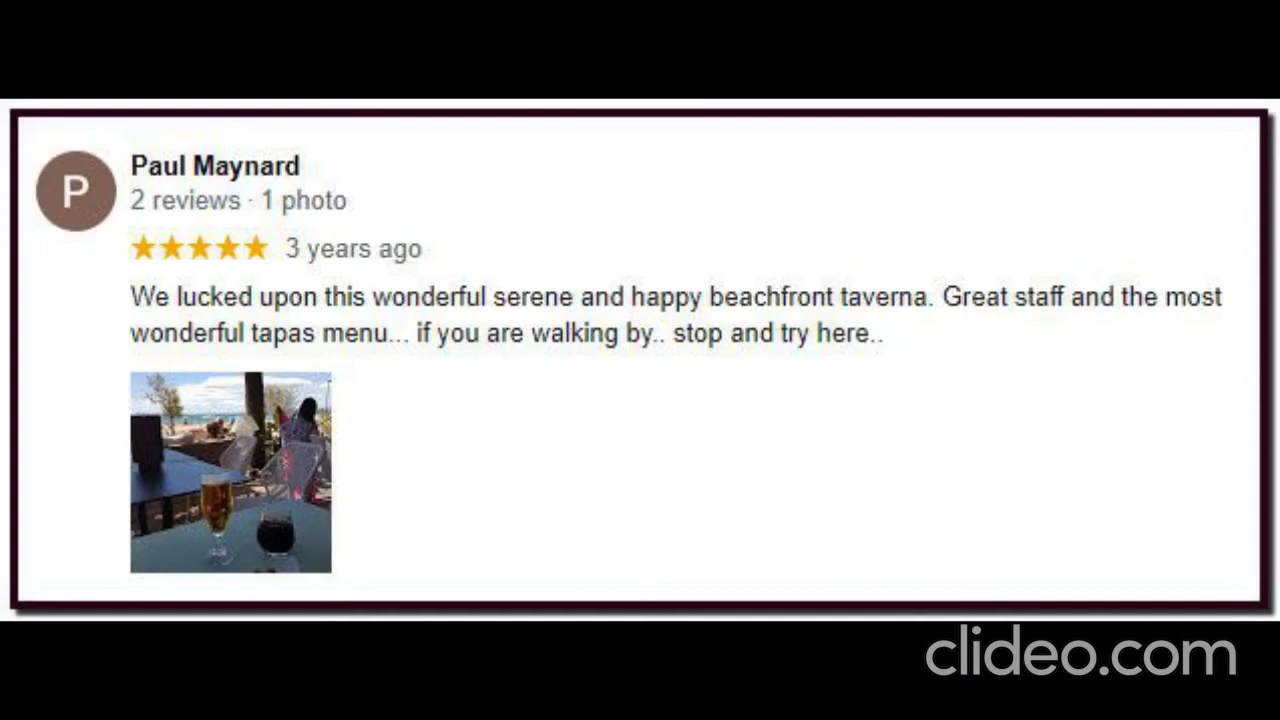 P
Paul Maynard
2 reviews · 1 photo
3 years ago
We lucked upon this wonderful serene and happy beachfront taverna. Great staff and the most
wonderful tapas menu... if you are walking by.. stop and try here..
clideo.com